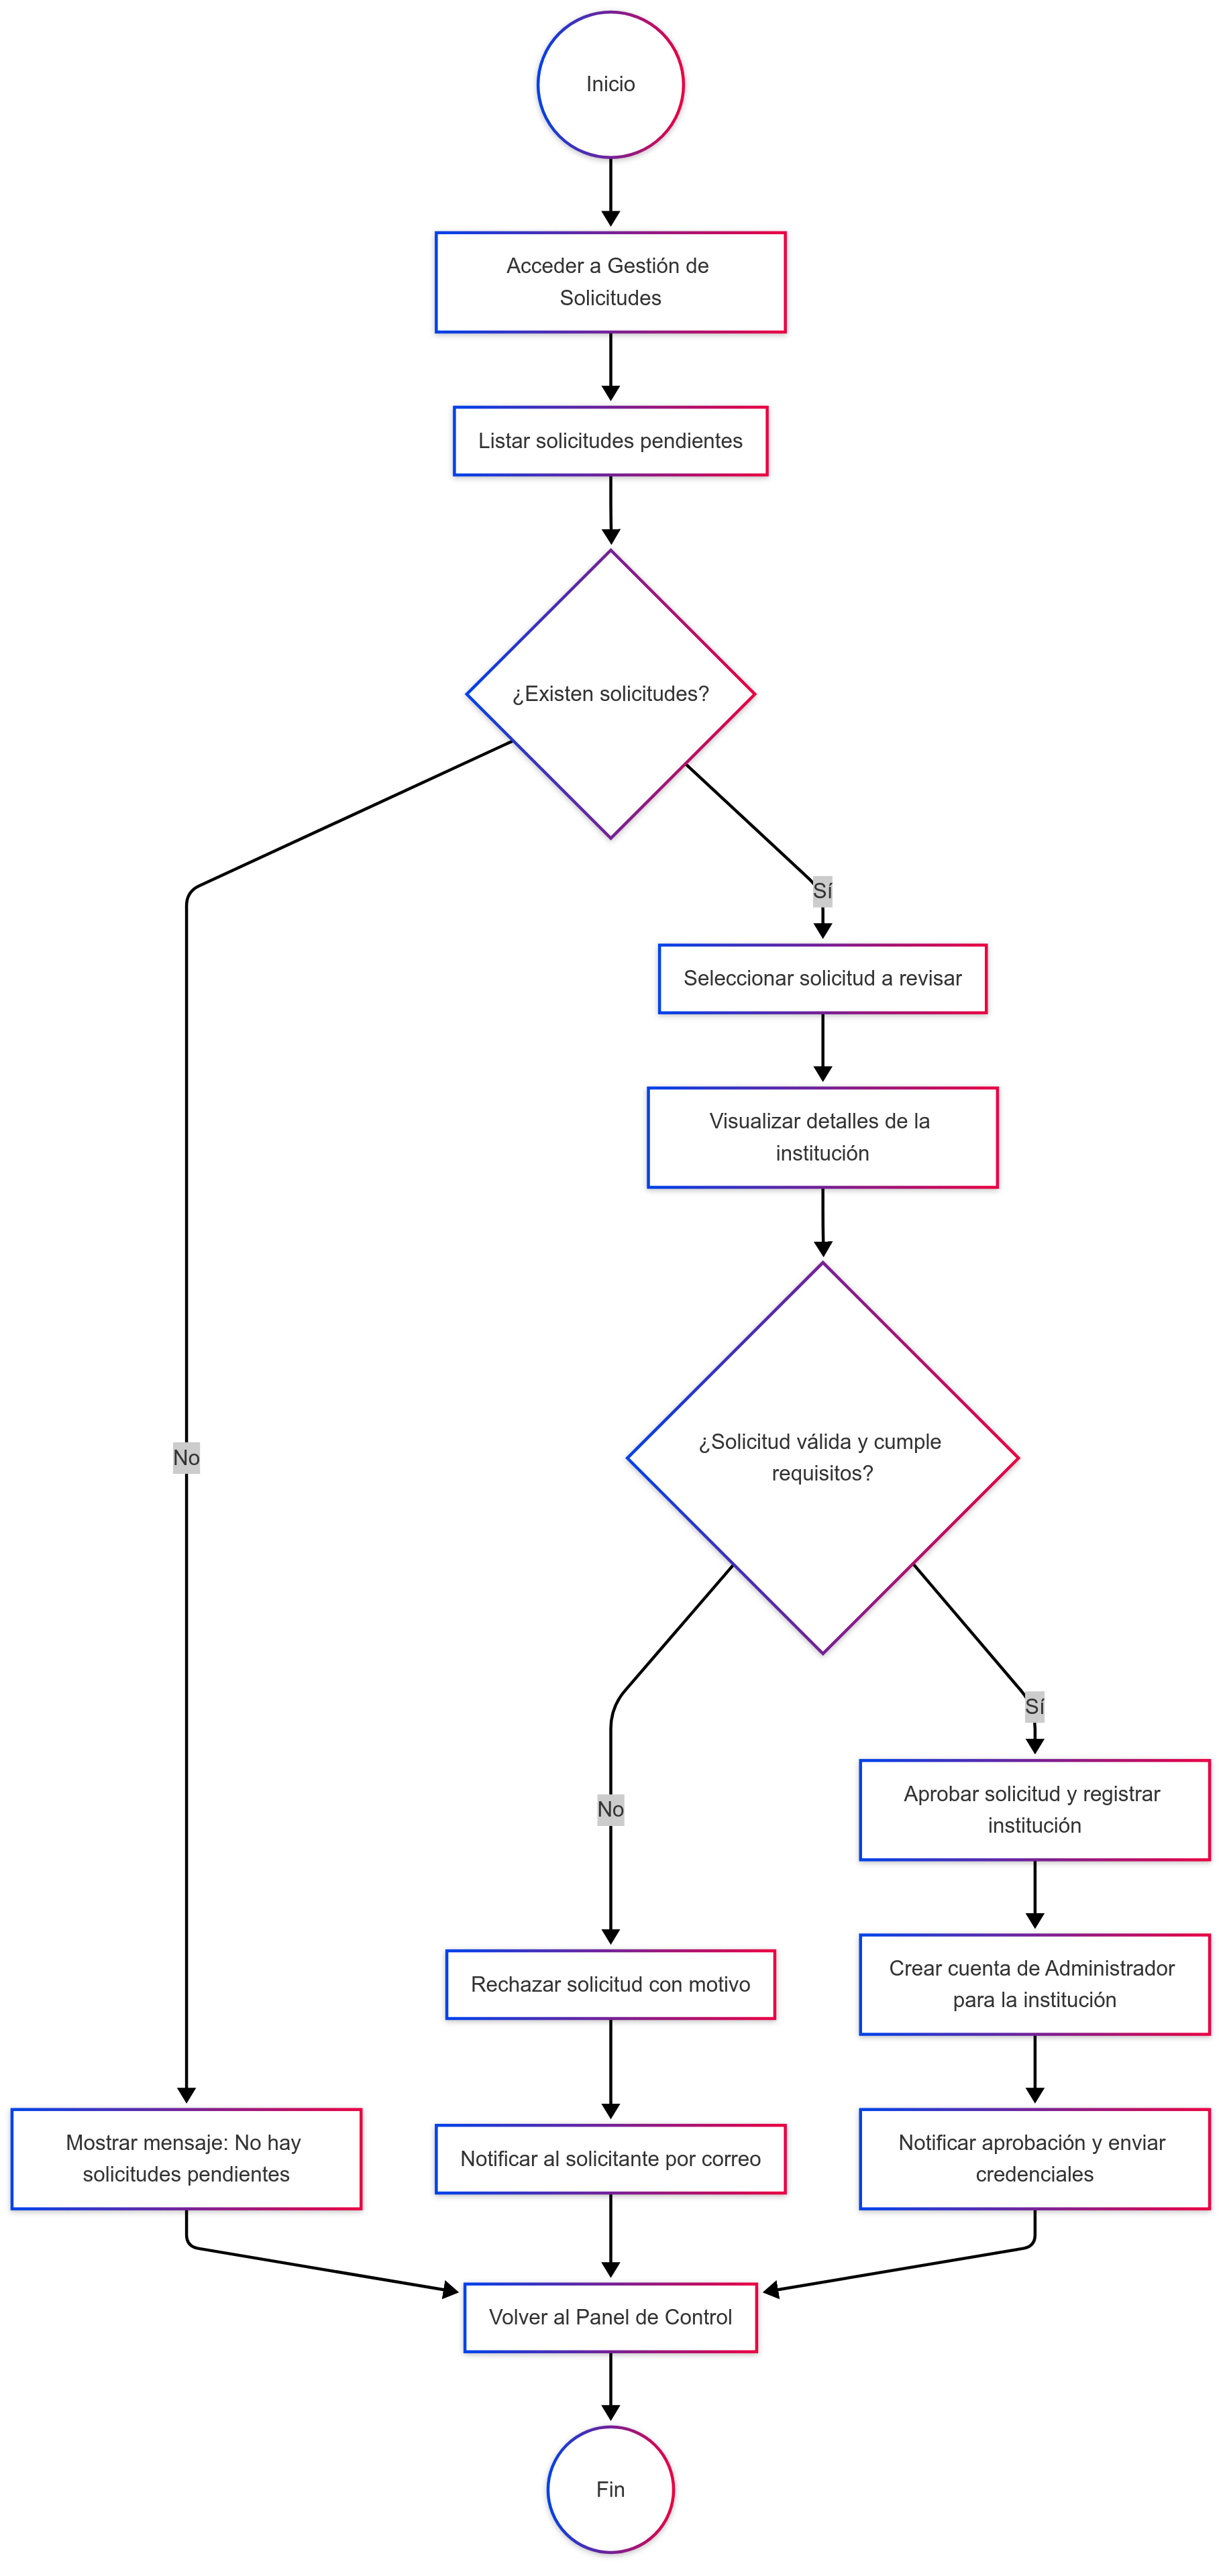 Inicio
Acceder a Gestión de
Solicitudes
Listar solicitudes pendientes
¿Existen solicitudes?
Sí
Seleccionar solicitud a revisar
Visualizar detalles de la
institución
¿Solicitud válida y cumple
requisitos?
No
Sí
No
Aprobar solicitud y registrar
institución
Rechazar solicitud con motivo
Crear cuenta de Administrador
para la institución
Mostrar mensaje: No hay
solicitudes pendientes
Notificar al solicitante por correo
Notificar aprobación y enviar
credenciales
Volver al Panel de Control
Fin